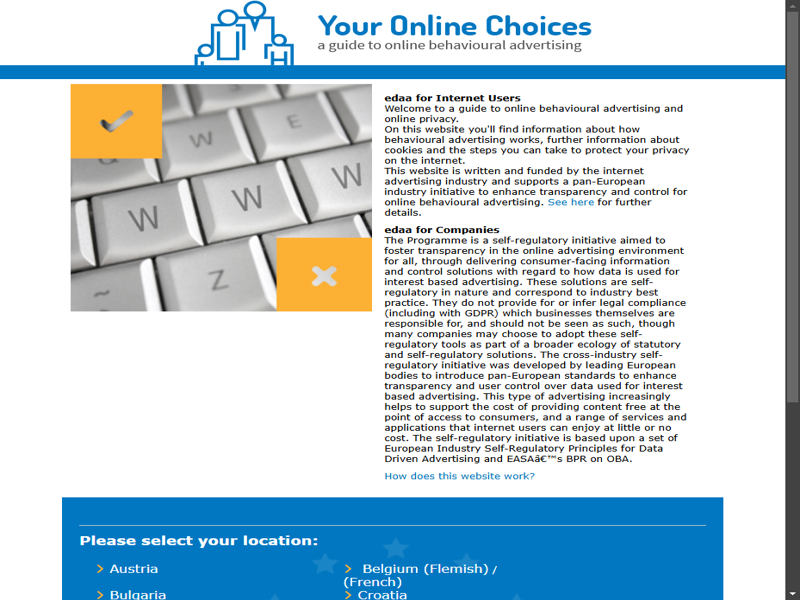 Your Online Choices
a guide to online behavioural advertising
Q
W
E
W
W
W
~
Z
edaa for Internet Users
Welcome to a guide to online behavioural advertising and
online privacy.
On this website you'll find information about how
behavioural advertising works, further information about
cookies and the steps you can take to protect your privacy
on the internet.
This website is written and funded by the internet
advertising industry and supports a pan-European
industry initiative to enhance transparency and control for
online behavioural advertising. See here for further
details.
edaa for Companies
The Programme is a self-regulatory initiative aimed to
foster transparency in the online advertising environment
for all, through delivering consumer-facing information
and control solutions with regard to how data is used for
interest based advertising. These solutions are self-
regulatory in nature and correspond to industry best
practice. They do not provide for or infer legal compliance
(including with GDPR) which businesses themselves are
responsible for, and should not be seen as such, though
many companies may choose to adopt these self-
regulatory tools as part of a broader ecology of statutory
and self-regulatory solutions. The cross-industry self-
regulatory initiative was developed by leading European
bodies to introduce pan-European standards to enhance
transparency and user control over data used for interest
based advertising. This type of advertising increasingly
helps to support the cost of providing content free at the
point of access to consumers, and a range of services and
applications that internet users can enjoy at little or no
cost. The self-regulatory initiative is based upon a set of
European Industry Self-Regulatory Principles for Data
Driven Advertising and EASAâ€™s BPR on OBA.
How does this website work?
Please select your location:
> Austria
> Belgium (Flemish) /
(French)
> Bulgaria
> Croatia